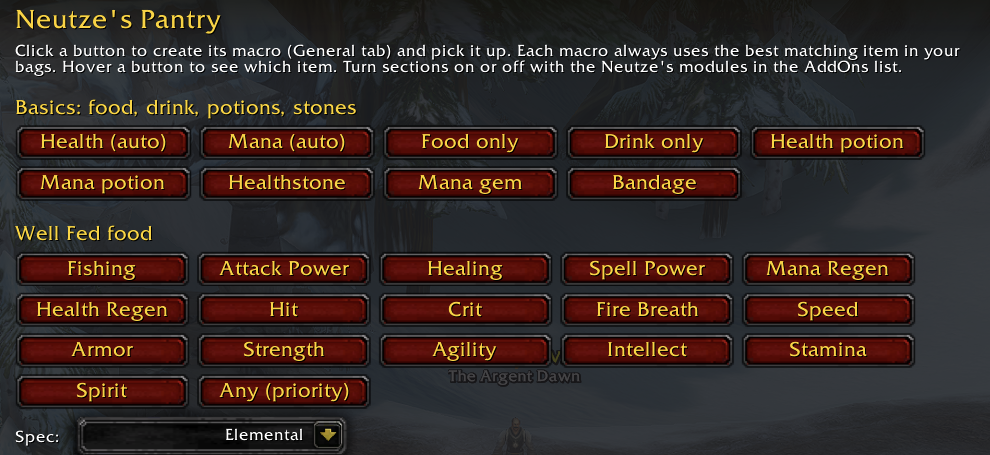 Neutze's Pantry
Click a button to create its macro (General tab) and pick it up. Each macro always uses the best matching item in your
bags. Hover a button to see which item. Turn sections on or off with the Neutze's modules in the AddOns list.
Basics: food, drink, potions, stones
Health (auto) Mana (auto) Food only Drink only Health potion
Mana potion Healthstone Mana gem Bandage
Well Fed food
Fishing Attack Power Healing Spell Power Mana Regen
Health Regen Hit Crit Fire Breath Speed
Armor Strength Agility Intellect Stamina
The Argent Dawn
Spirit Any (priority)
Spec: Elemental